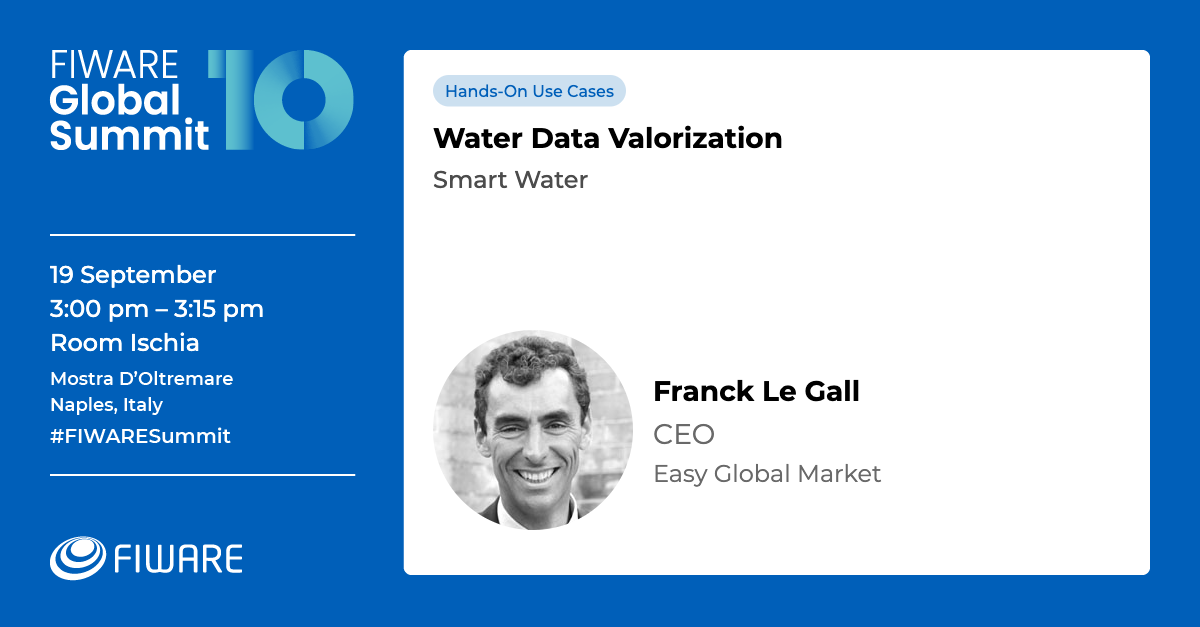 FIWARE
Global
Summit
10
19 September
3:00 pm – 3:15 pm
Room Ischia
Mostra D’Oltremare
Naples, Italy
#FIWARESummit
FIWARE
Hands-On Use Cases
Water Data Valorization
Smart Water
Franck Le Gall
CEO
Easy Global Market